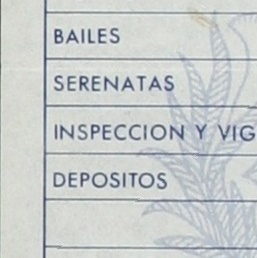 BAILES
SERENATAS
INSPECCION Y VIG
DEPOSITOS